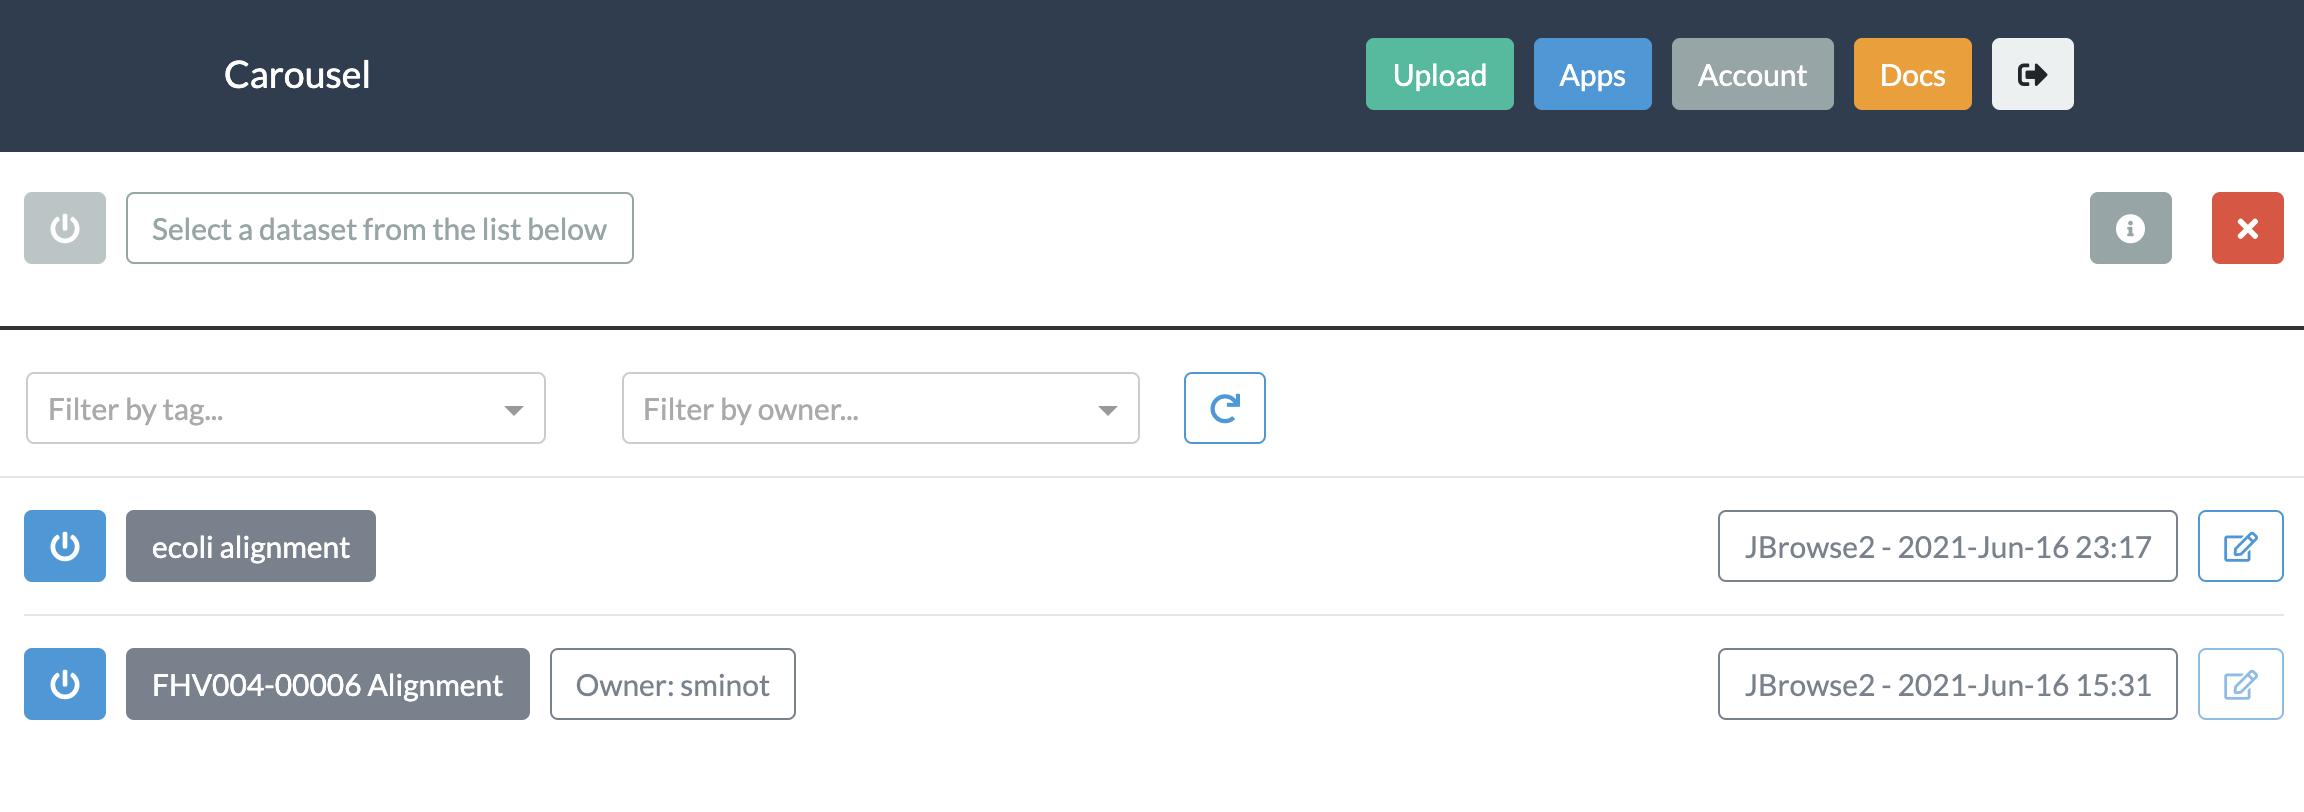 Carousel Upload Apps Account Docs
Select a dataset from the list below
Filter by tag... Filter by owner...
ecoli alignment JBrowse2 - 2021-Jun-16 23:17
FHV004-00006 Alignment Owner: sminot JBrowse2 - 2021-Jun-16 15:31